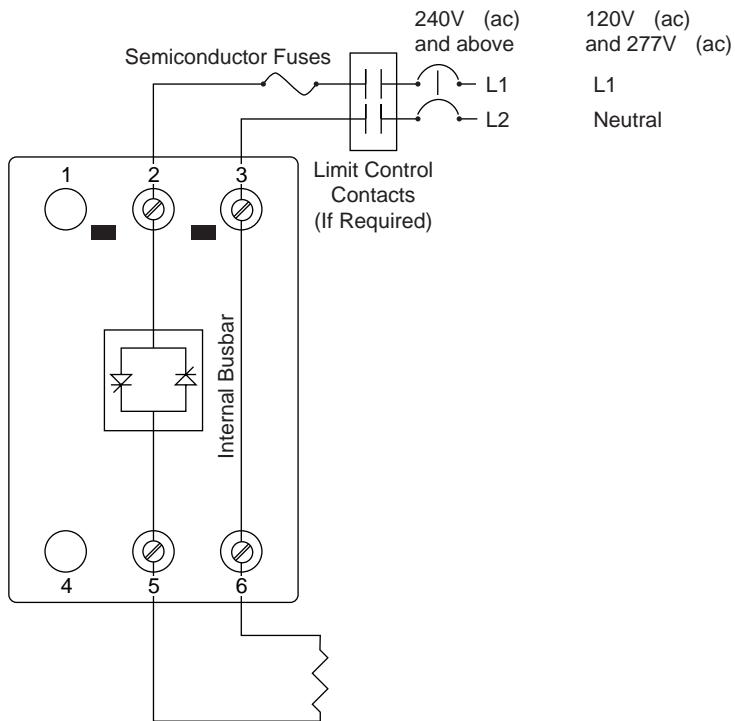 240V (ac)
and above
120V (ac)
and 277V (ac)
Semiconductor Fuses
L1
L1
L2
Neutral
Limit Control
Contacts
(If Required)
1
2
3
Internal Busbar
4
5
6